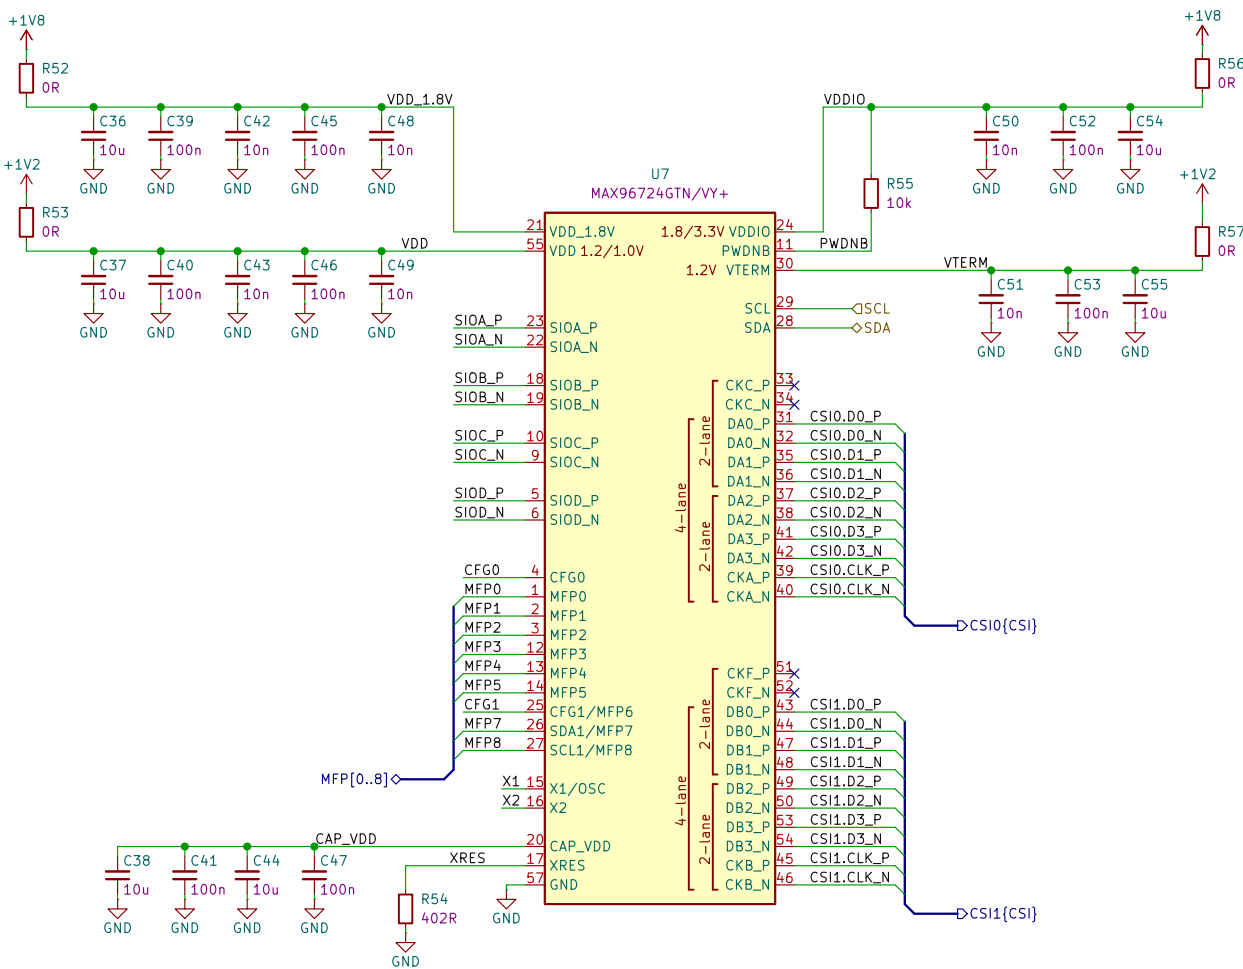 +1V8
R52
0R
VDD_1.8V
C36
10u
C39
100n
C42
10n
C45
100n
C48
10n
GND
GND
GND
GND
GND
+1V2
R53
0R
VDD
C37
10u
C40
100n
C43
10n
C46
100n
C49
10n
GND
GND
GND
GND
GND
+1V8
R56
0R
VDDIO
C50
10n
C52
100n
C54
10u
GND
GND
GND
R55
10k
PWDNB
+1V2
R57
0R
VTERM
C51
10n
C53
100n
C55
10u
GND
GND
GND
U7
MAX96724GTN/VY+
21 VDD_1.8V
55 VDD 1.2/1.0V
1.8/3.3V VDDIO 24
PWDNB 11
1.2V VTERM 30
SCL 29 SCL
SDA 28 SDA
SIOA_P 23 SIOA_P
SIOA_N 22 SIOA_N
SIOB_P 18 SIOB_P
SIOB_N 19 SIOB_N
SIOC_P 10 SIOC_P
SIOC_N 9 SIOC_N
SIOD_P 5 SIOD_P
SIOD_N 6 SIOD_N
CFG0 4 CFG0
MFP0 1 MFP0
MFP1 2 MFP1
MFP2 3 MFP2
MFP3 12 MFP3
MFP4 13 MFP4
MFP5 14 MFP5
CFG1 25 CFG1/MFP6
MFP7 26 SDA1/MFP7
MFP8 27 SCL1/MFP8
MFP[0..8]
X1 15 X1/OSC
X2 16 X2
CAP_VDD 20 CAP_VDD
XRES 17 XRES
57 GND
GND
C38
10u
C41
100n
C44
10u
C47
100n
GND
GND
GND
GND
R54
402R
GND
CKC_P 33
CKC_N 34
DA0_P 31 CSI0.D0_P
DA0_N 32 CSI0.D0_N
DA1_P 35 CSI0.D1_P
DA1_N 36 CSI0.D1_N
DA2_P 37 CSI0.D2_P
DA2_N 38 CSI0.D2_N
DA3_P 41 CSI0.D3_P
DA3_N 42 CSI0.D3_N
CKA_P 39 CSI0.CLK_P
CKA_N 40 CSI0.CLK_N
2-lane
2-lane
4-lane
CSI0{CSI}
CKF_P 51
CKF_N 52
DB0_P 43 CSI1.D0_P
DB0_N 44 CSI1.D0_N
DB1_P 47 CSI1.D1_P
DB1_N 48 CSI1.D1_N
DB2_P 49 CSI1.D2_P
DB2_N 50 CSI1.D2_N
DB3_P 53 CSI1.D3_P
DB3_N 54 CSI1.D3_N
CKB_P 45 CSI1.CLK_P
CKB_N 46 CSI1.CLK_N
2-lane
2-lane
4-lane
CSI1{CSI}